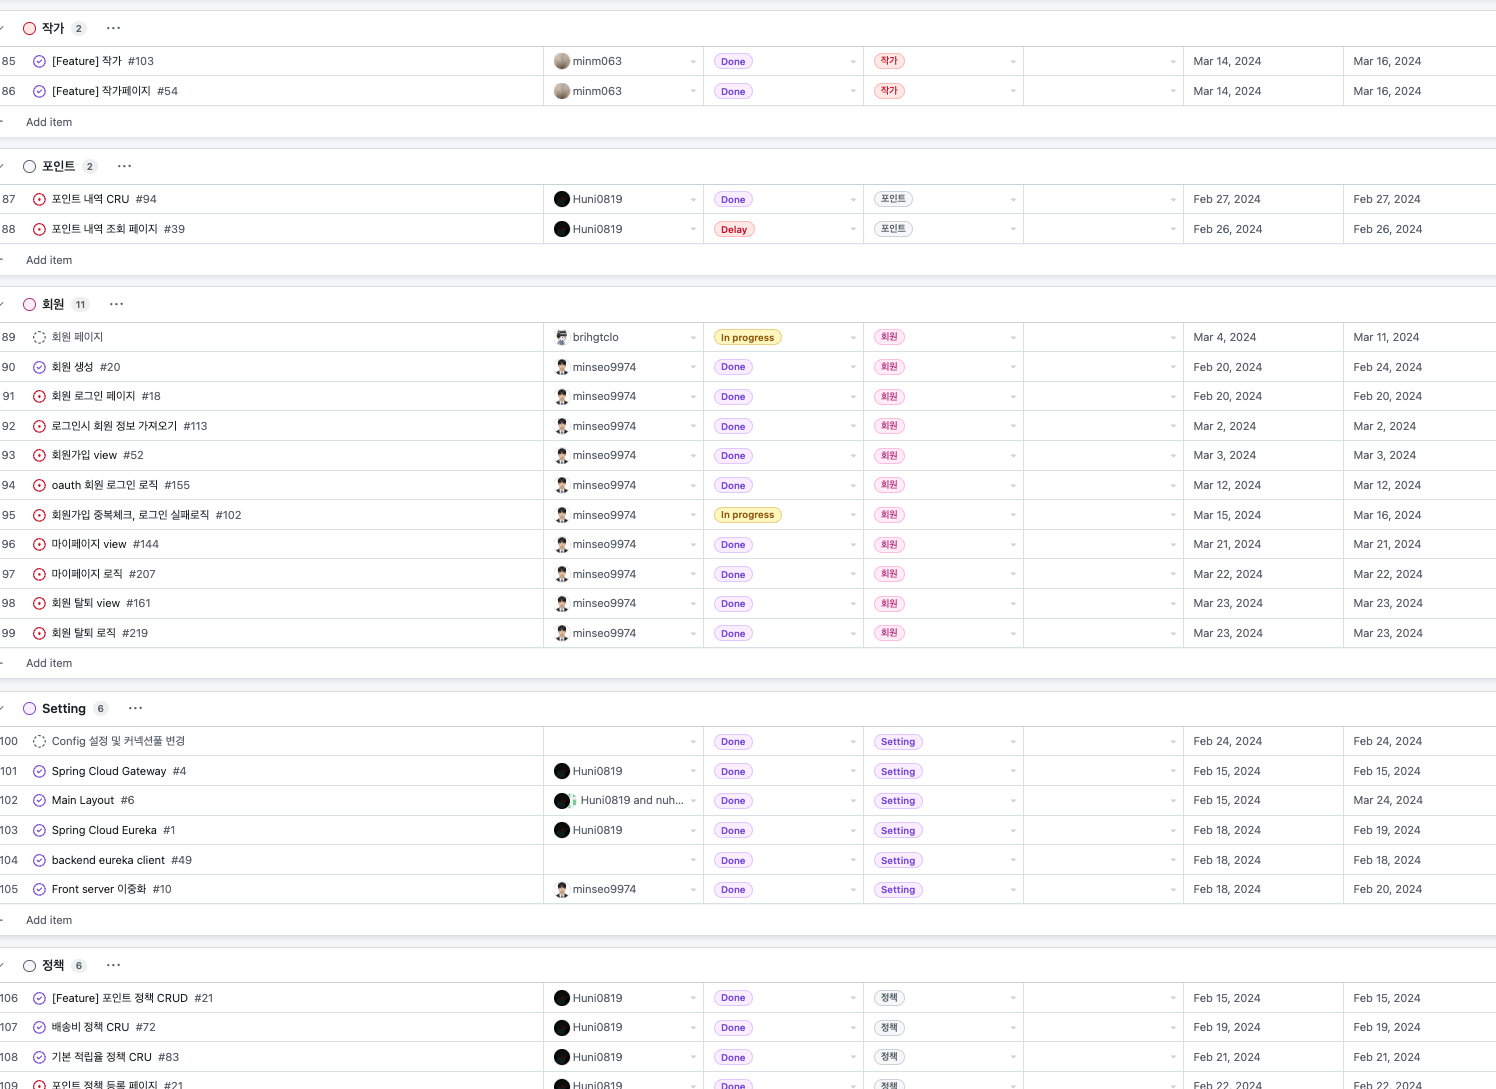 작가 2 ...
85 [Feature] 작가 #103 minm063 Done 작가 Mar 14, 2024 Mar 16, 2024
86 [Feature] 작가페이지 #54 minm063 Done 작가 Mar 14, 2024 Mar 16, 2024
Add item
포인트 2 ...
87 포인트 내역 CRU #94 Huni0819 Done 포인트 Feb 27, 2024 Feb 27, 2024
88 포인트 내역 조회 페이지 #39 Huni0819 Delay 포인트 Feb 26, 2024 Feb 26, 2024
Add item
회원 11 ...
89 회원 페이지 brihgtclo In progress 회원 Mar 4, 2024 Mar 11, 2024
90 회원 생성 #20 minseo9974 Done 회원 Feb 20, 2024 Feb 24, 2024
91 회원 로그인 페이지 #18 minseo9974 Done 회원 Feb 20, 2024 Feb 20, 2024
92 로그인시 회원 정보 가져오기 #113 minseo9974 Done 회원 Mar 2, 2024 Mar 2, 2024
93 회원가입 view #52 minseo9974 Done 회원 Mar 3, 2024 Mar 3, 2024
94 oauth 회원 로그인 로직 #155 minseo9974 Done 회원 Mar 12, 2024 Mar 12, 2024
95 회원가입 중복체크, 로그인 실패로직 #102 minseo9974 In progress 회원 Mar 15, 2024 Mar 16, 2024
96 마이페이지 view #144 minseo9974 Done 회원 Mar 21, 2024 Mar 21, 2024
97 마이페이지 로직 #207 minseo9974 Done 회원 Mar 22, 2024 Mar 22, 2024
98 회원 탈퇴 view #161 minseo9974 Done 회원 Mar 23, 2024 Mar 23, 2024
99 회원 탈퇴 로직 #219 minseo9974 Done 회원 Mar 23, 2024 Mar 23, 2024
Add item
Setting 6 ...
100 Config 설정 및 커넥션풀 변경 Done Setting Feb 24, 2024 Feb 24, 2024
101 Spring Cloud Gateway #4 Huni0819 Done Setting Feb 15, 2024 Feb 15, 2024
102 Main Layout #6 Huni0819 and nuh... Done Setting Feb 15, 2024 Mar 24, 2024
103 Spring Cloud Eureka #1 Huni0819 Done Setting Feb 18, 2024 Feb 19, 2024
104 backend eureka client #49 Done Setting Feb 18, 2024 Feb 18, 2024
105 Front server 이중화 #10 minseo9974 Done Setting Feb 18, 2024 Feb 20, 2024
Add item
정책 6 ...
106 [Feature] 포인트 정책 CRUD #21 Huni0819 Done 정책 Feb 15, 2024 Feb 15, 2024
107 배송비 정책 CRU #72 Huni0819 Done 정책 Feb 19, 2024 Feb 19, 2024
108 기본 적립율 정책 CRU #83 Huni0819 Done 정책 Feb 21, 2024 Feb 21, 2024
109 포인트 정책 등록 페이지 #21 Huni0819 Done 정책 Feb 22, 2024 Feb 22, 2024